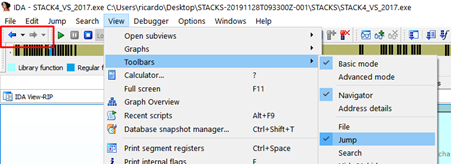 IDA - STACK4_VS_2017.exe C:\Users\ricardo\Desktop\STACKS-20191128T093300Z-001\STACKS\STACK4_VS_2017.exe
File Edit Jump Search View Debugger Options Windows Help
Open subviews
Graphs
Toolbars
Calculator... ?
Full screen F11
Graph Overview
Recent scripts Alt+F9
Database snapshot manager... Ctrl+Shift+T
Print segment registers Ctrl+Space
Print internal flags F
Basic mode
Advanced mode
Navigator
Address details
File
Jump
Search
Library function Regular
IDA View-RIP